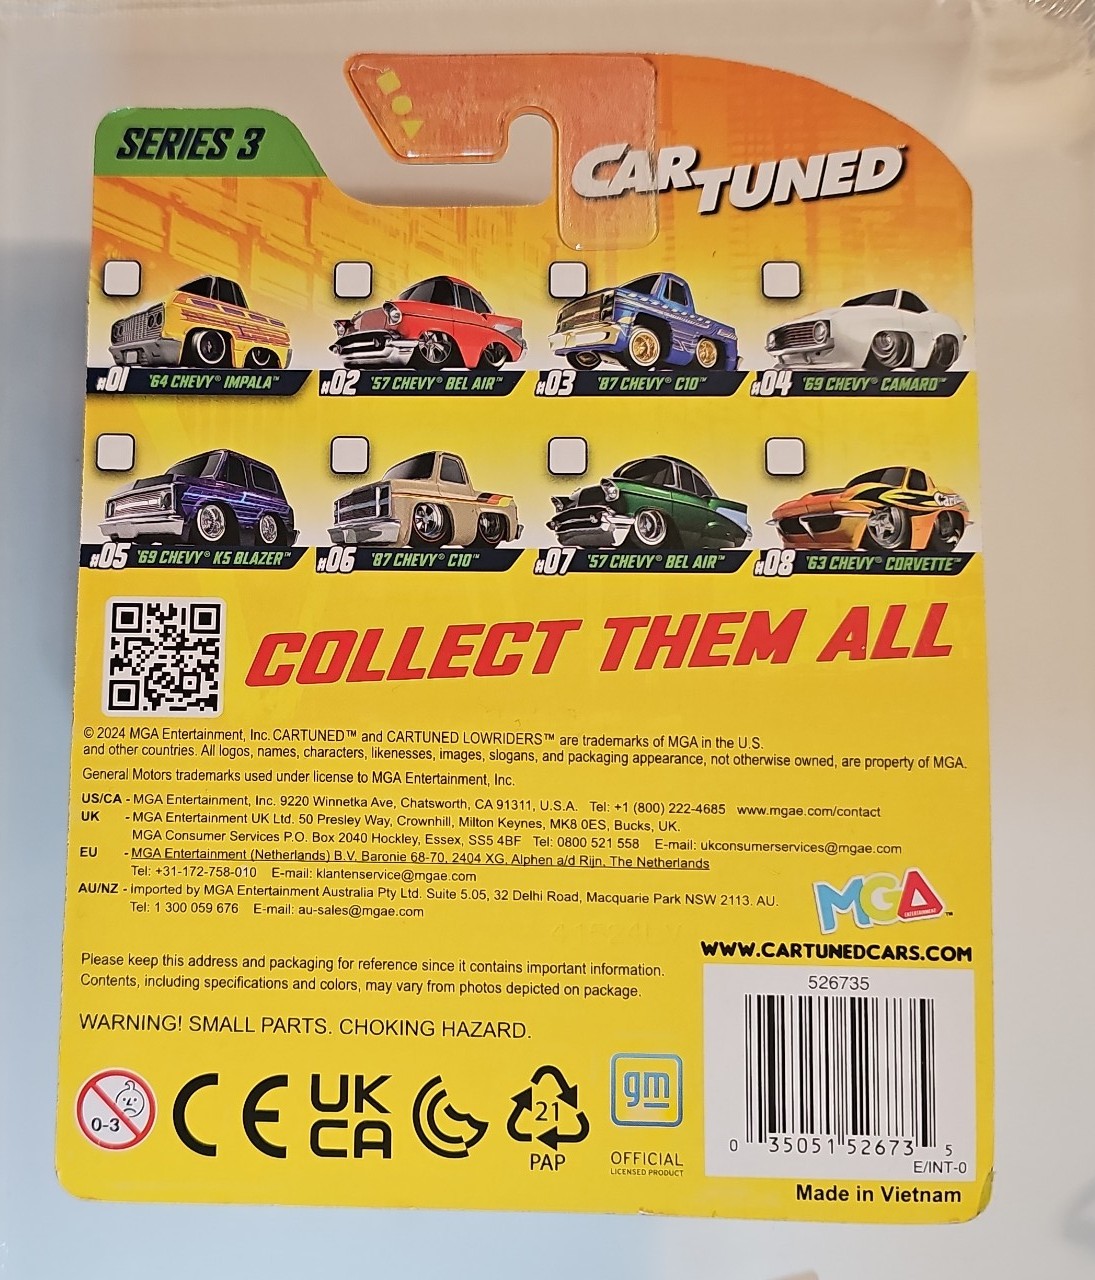 SERIES 3
CARTUNED™
#01 '64 CHEVY® IMPALA™
#02 '57 CHEVY® BEL AIR™
#03 '87 CHEVY® C10™
#04 '69 CHEVY® CAMARO™
#05 '69 CHEVY® K5 BLAZER™
#06 '87 CHEVY® C10™
#07 '57 CHEVY® BEL AIR™
#08 '63 CHEVY® CORVETTE™
COLLECT THEM ALL
© 2024 MGA Entertainment, Inc. CARTUNED™ and CARTUNED LOWRIDERS™ are trademarks of MGA in the U.S.
and other countries. All logos, names, characters, likenesses, images, slogans, and packaging appearance, not otherwise owned, are property of MGA.
General Motors trademarks used under license to MGA Entertainment, Inc.
US/CA - MGA Entertainment, Inc. 9220 Winnetka Ave, Chatsworth, CA 91311, U.S.A. Tel: +1 (800) 222-4685 www.mgae.com/contact
UK - MGA Entertainment UK Ltd. 50 Presley Way, Crownhill, Milton Keynes, MK8 0ES, Bucks, UK.
MGA Consumer Services P.O. Box 2040 Hockley, Essex, SS5 4BF Tel: 0800 521 558 E-mail: ukconsumerservices@mgae.com
EU - MGA Entertainment (Netherlands) B.V. Baronie 68-70, 2404 XG, Alphen a/d Rijn, The Netherlands
Tel: +31-172-758-010 E-mail: klantenservice@mgae.com
AU/NZ - Imported by MGA Entertainment Australia Pty Ltd. Suite 5.05, 32 Delhi Road, Macquarie Park NSW 2113. AU.
Tel: 1 300 059 676 E-mail: au-sales@mgae.com
MGA
ENTERTAINMENT™
WWW.CARTUNEDCARS.COM
Please keep this address and packaging for reference since it contains important information.
Contents, including specifications and colors, may vary from photos depicted on package.
WARNING! SMALL PARTS. CHOKING HAZARD.
526735
0-3
CE
UK
CA
21
PAP
gm
OFFICIAL
LICENSED PRODUCT
0 35051 52673 5
E/INT-0
Made in Vietnam